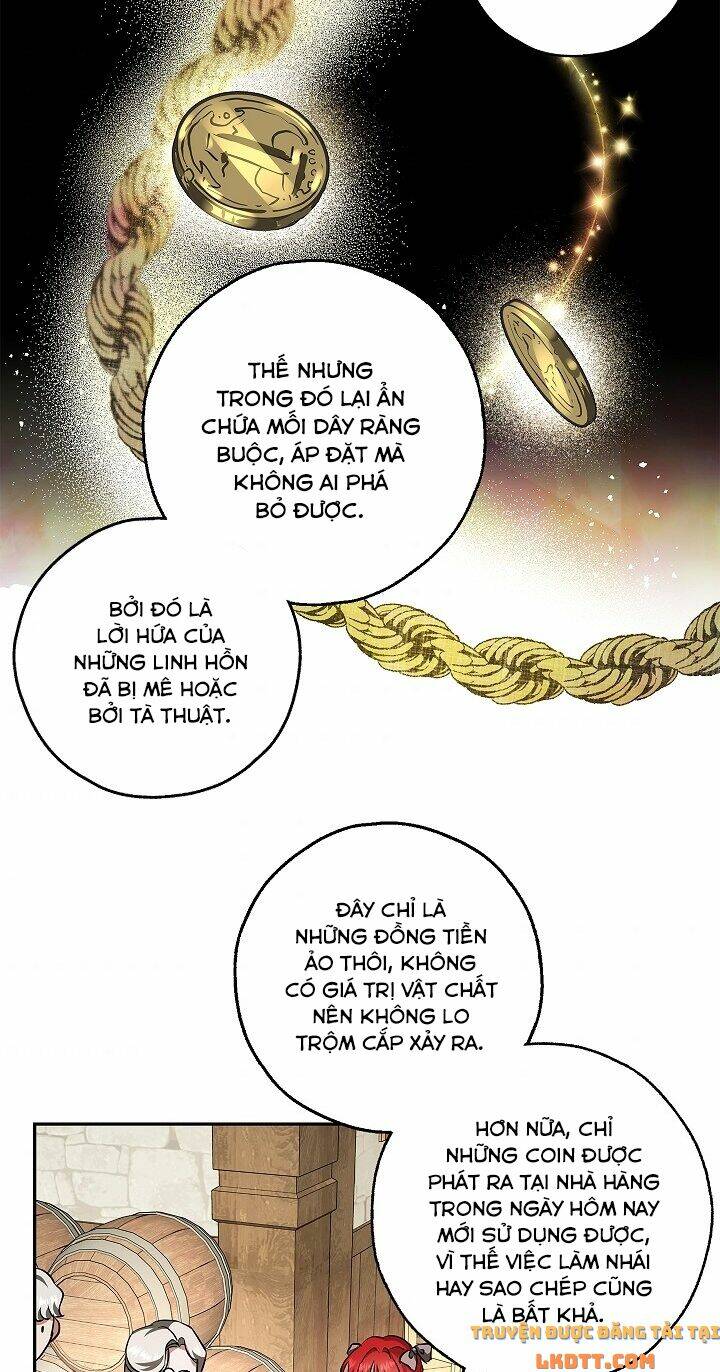 THẾ NHƯNG
TRONG ĐÓ LẠI ẨN
CHỨA MỐI DÂY RÀNG
BUỘC, ÁP ĐẶT MÀ
KHÔNG AI PHÁ
BỎ ĐƯỢC.
BỞI ĐÓ LÀ
LỜI HỨA CỦA
NHỮNG LINH HỒN
ĐÃ BỊ MÊ HOẶC
BỞI TÀ THUẬT.
ĐÂY CHỈ LÀ
NHỮNG ĐỒNG TIỀN
ẢO THÔI, KHÔNG
CÓ GIÁ TRỊ VẬT CHẤT
NÊN KHÔNG LO
TRỘM CẮP XẢY RA.
HƠN NỮA, CHỈ
NHỮNG COIN ĐƯỢC
PHÁT RA TẠI NHÀ HÀNG
TRONG NGÀY HÔM NAY
MỚI SỬ DỤNG ĐƯỢC,
VÌ THẾ VIỆC LÀM NHÁI
HAY SAO CHÉP CŨNG
LÀ BẤT KHẢ.
TRUYỆN ĐƯỢC ĐĂNG TẢI TẠI
LKDTT.COM